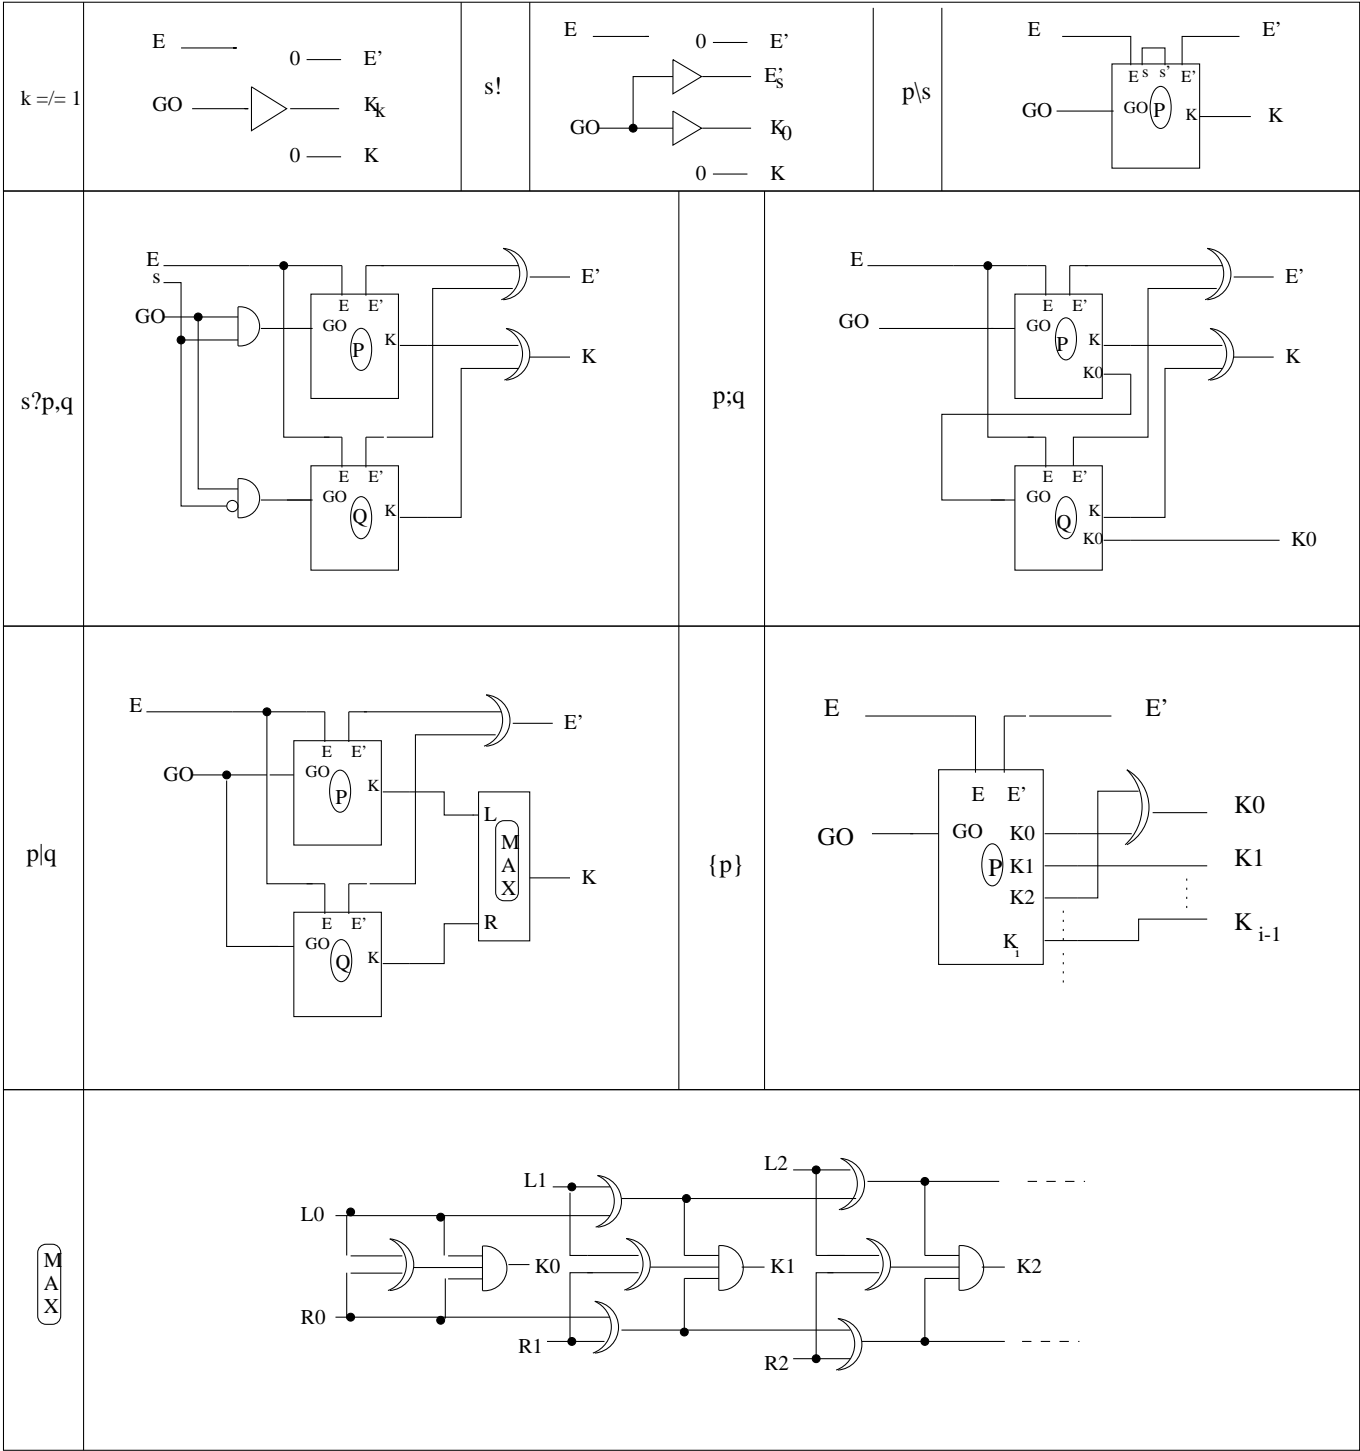 k =/= 1
E
0 E'
GO K k
0 K
s!
E
0 E'
E' s
GO K 0
0 K
p\s
E E'
E s s' E'
GO GO P K K
s?p,q
E
s
E'
GO
E E'
GO
P K
K
E E'
GO
Q K
p;q
E
E'
GO
E E'
GO
P K
K0
K
E E'
GO
Q K
K0
K0
p|q
E
E'
GO
E E'
GO
P K
L
M
A
X
K
R
E E'
GO
Q K
{p}
E E'
E E'
GO
GO K0
P K1
K2
K i
K0
K1
K i-1
M
A
X
L0
L1
L2
K0
K1
K2
R0
R1
R2